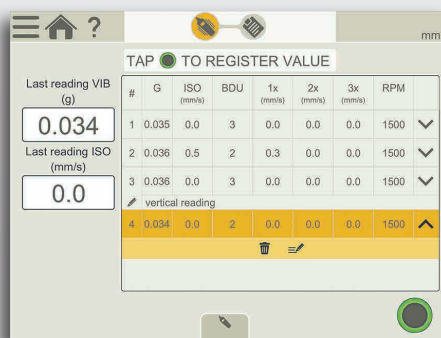 ?
mm
TAP TO REGISTER VALUE
Last reading VIB
(g)
0.034
Last reading ISO
(mm/s)
0.0
# G ISO (mm/s) BDU 1x (mm/s) 2x (mm/s) 3x (mm/s) RPM
1 0.035 0.0 3 0.0 0.0 0.0 1500
2 0.036 0.5 2 0.3 0.0 0.0 1500
3 0.036 0.0 3 0.0 0.0 0.0 1500
vertical reading
4 0.034 0.0 2 0.0 0.0 0.0 1500